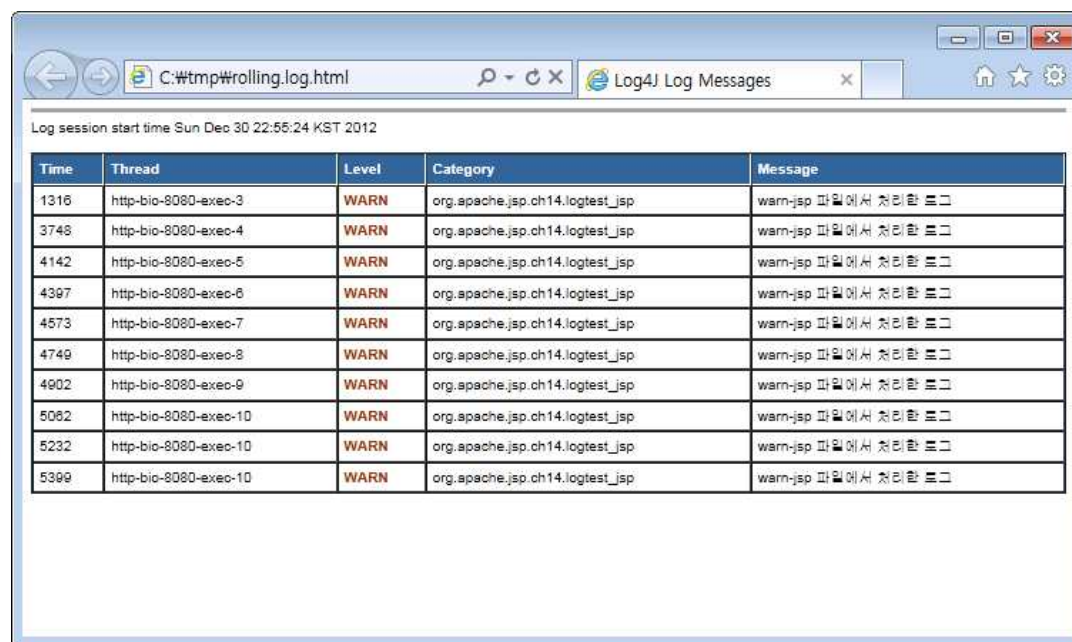 C:₩tmp₩rolling.log.html
Log4J Log Messages
Log session start time Sun Dec 30 22:55:24 KST 2012
Time Thread Level Category Message
1316 http-bio-8080-exec-3 WARN org.apache.jsp.ch14.logtest_jsp warn-jsp 파일에서 처리한 로그
3748 http-bio-8080-exec-4 WARN org.apache.jsp.ch14.logtest_jsp warn-jsp 파일에서 처리한 로그
4142 http-bio-8080-exec-5 WARN org.apache.jsp.ch14.logtest_jsp warn-jsp 파일에서 처리한 로그
4397 http-bio-8080-exec-6 WARN org.apache.jsp.ch14.logtest_jsp warn-jsp 파일에서 처리한 로그
4573 http-bio-8080-exec-7 WARN org.apache.jsp.ch14.logtest_jsp warn-jsp 파일에서 처리한 로그
4749 http-bio-8080-exec-8 WARN org.apache.jsp.ch14.logtest_jsp warn-jsp 파일에서 처리한 로그
4902 http-bio-8080-exec-9 WARN org.apache.jsp.ch14.logtest_jsp warn-jsp 파일에서 처리한 로그
5062 http-bio-8080-exec-10 WARN org.apache.jsp.ch14.logtest_jsp warn-jsp 파일에서 처리한 로그
5232 http-bio-8080-exec-10 WARN org.apache.jsp.ch14.logtest_jsp warn-jsp 파일에서 처리한 로그
5399 http-bio-8080-exec-10 WARN org.apache.jsp.ch14.logtest_jsp warn-jsp 파일에서 처리한 로그